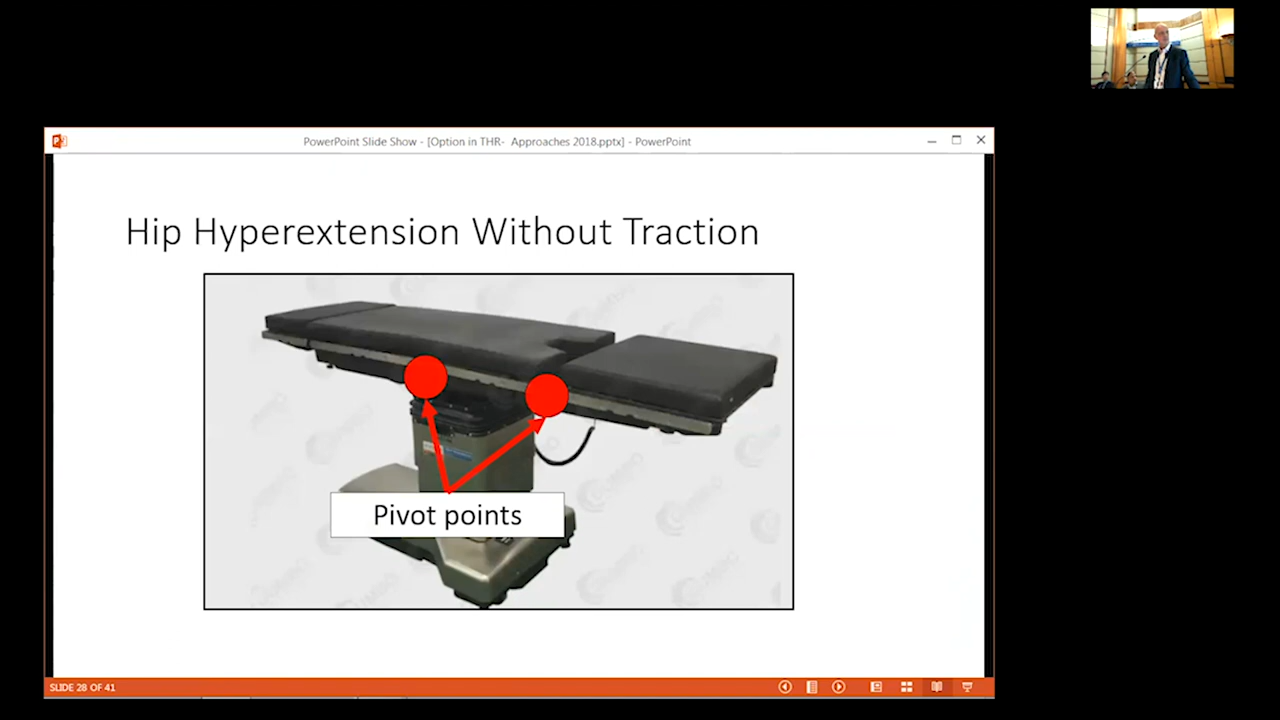 PowerPoint Slide Show - [Option in THR-  Approaches 2018.pptx] - PowerPoint
Hip Hyperextension Without Traction
Pivot points
SLIDE 28 OF 41